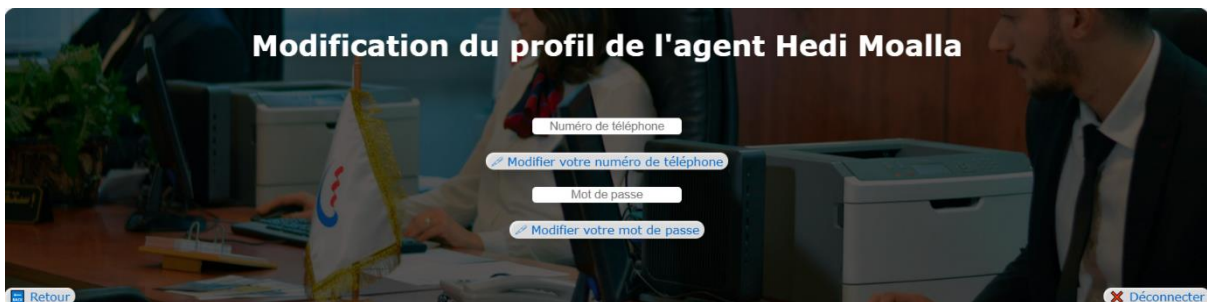 Modification du profil de l'agent Hedi Moalla
Numéro de téléphone
Modifier votre numéro de téléphone
Mot de passe
Modifier votre mot de passe
Retour
Déconnecter